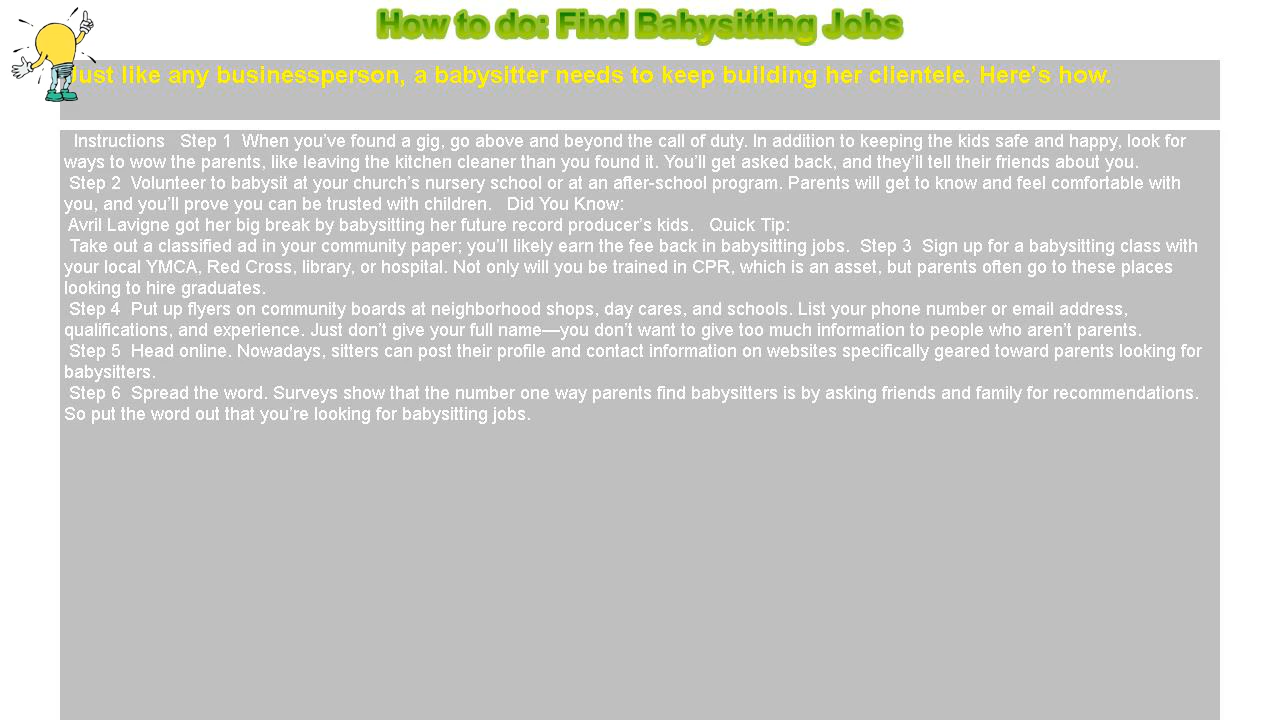 How to do: Find Babysitting Jobs
Just like any businessperson, a babysitter needs to keep building her clientele. Here’s how.
Instructions   Step 1  When you’ve found a gig, go above and beyond the call of duty. In addition to keeping the kids safe and happy, look for
ways to wow the parents, like leaving the kitchen cleaner than you found it. You’ll get asked back, and they’ll tell their friends about you.
Step 2  Volunteer to babysit at your church’s nursery school or at an after-school program. Parents will get to know and feel comfortable with
you, and you’ll prove you can be trusted with children.   Did You Know:
Avril Lavigne got her big break by babysitting her future record producer’s kids.   Quick Tip:
Take out a classified ad in your community paper; you’ll likely earn the fee back in babysitting jobs.  Step 3  Sign up for a babysitting class with
your local YMCA, Red Cross, library, or hospital. Not only will you be trained in CPR, which is an asset, but parents often go to these places
looking to hire graduates.
Step 4  Put up flyers on community boards at neighborhood shops, day cares, and schools. List your phone number or email address,
qualifications, and experience. Just don’t give your full name—you don’t want to give too much information to people who aren’t parents.
Step 5  Head online. Nowadays, sitters can post their profile and contact information on websites specifically geared toward parents looking for
babysitters.
Step 6  Spread the word. Surveys show that the number one way parents find babysitters is by asking friends and family for recommendations.
So put the word out that you’re looking for babysitting jobs.